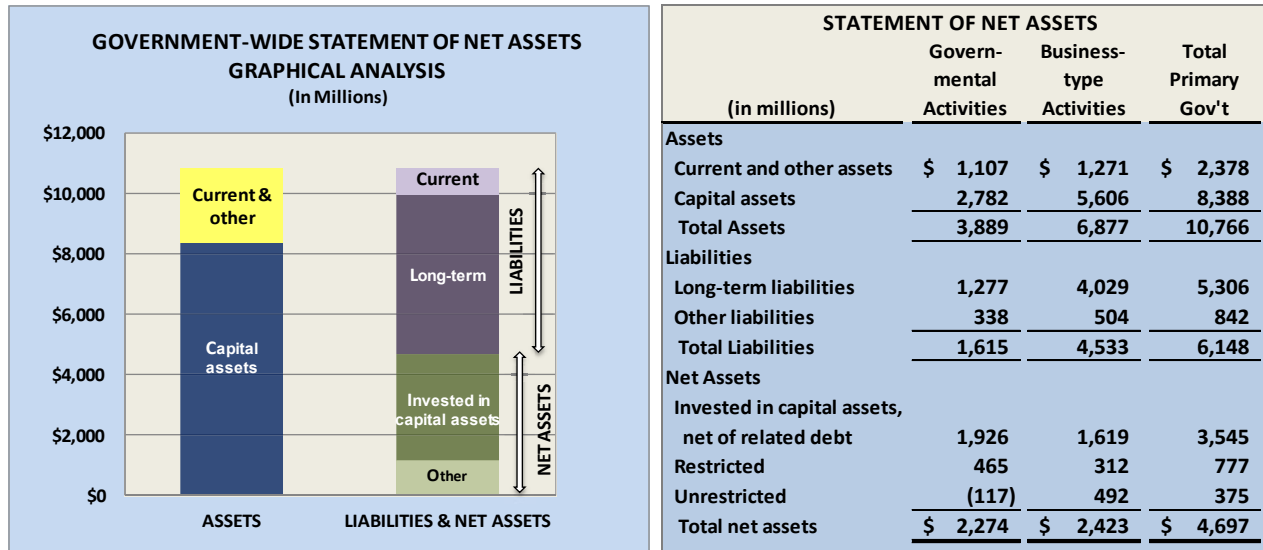 GOVERNMENT-WIDE STATEMENT OF NET ASSETS
GRAPHICAL ANALYSIS
(In Millions)
$12,000
$10,000
$8,000
$6,000
$4,000
$2,000
$0
Current &
other
Capital
assets
Current
Long-term
Invested in
capital assets
Other
LIABILITIES
NET ASSETS
ASSETS
LIABILITIES & NET ASSETS
STATEMENT OF NET ASSETS
Govern- Business- Total
mental type Primary
(in millions) Activities Activities Gov't
Assets
Current and other assets $ 1,107 $ 1,271 $ 2,378
Capital assets 2,782 5,606 8,388
Total Assets 3,889 6,877 10,766
Liabilities
Long-term liabilities 1,277 4,029 5,306
Other liabilities 338 504 842
Total Liabilities 1,615 4,533 6,148
Net Assets
Invested in capital assets,
net of related debt 1,926 1,619 3,545
Restricted 465 312 777
Unrestricted (117) 492 375
Total net assets $ 2,274 $ 2,423 $ 4,697